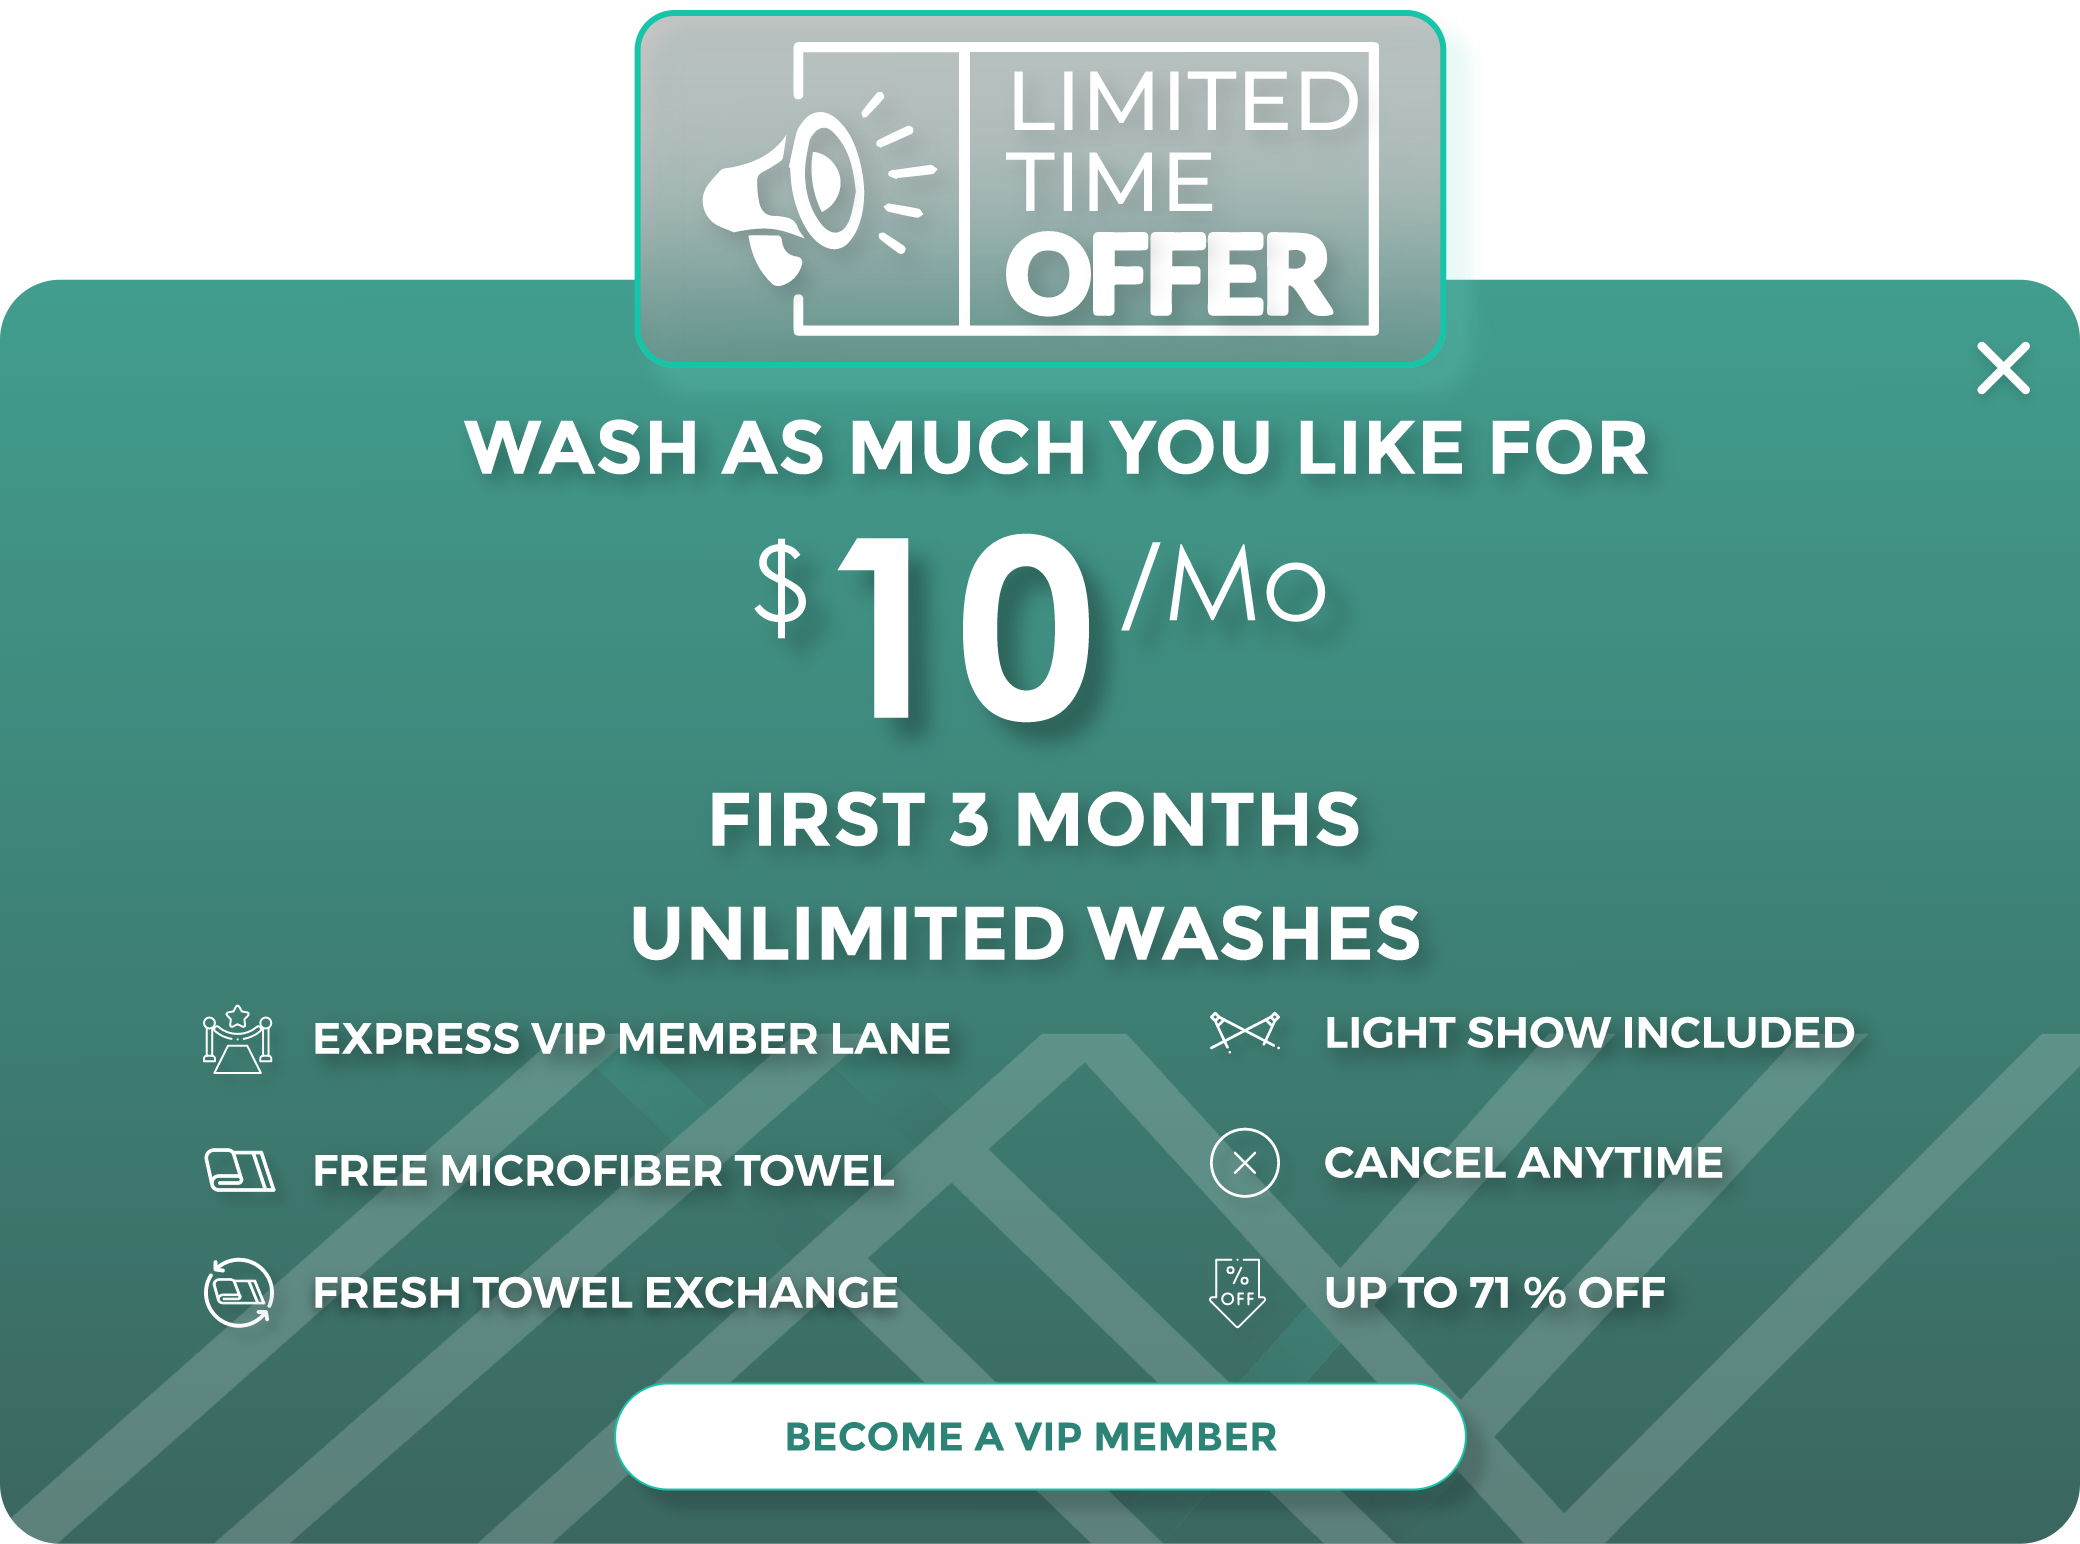 LIMITED
TIME
OFFER
WASH AS MUCH YOU LIKE FOR
$10/Mo
FIRST 3 MONTHS
UNLIMITED WASHES
EXPRESS VIP MEMBER LANE
LIGHT SHOW INCLUDED
FREE MICROFIBER TOWEL
CANCEL ANYTIME
FRESH TOWEL EXCHANGE
%
OFF
UP TO 71 % OFF
BECOME A VIP MEMBER